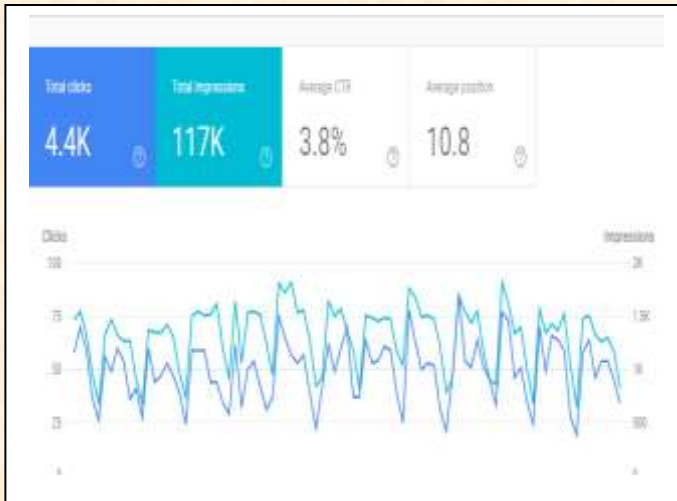 Total clicks Total impressions Average CTR Average position
4.4K 117K 3.8% 10.8
Clicks Impressions
100 2K
75 1.5K
50 1K
25 500
0 0